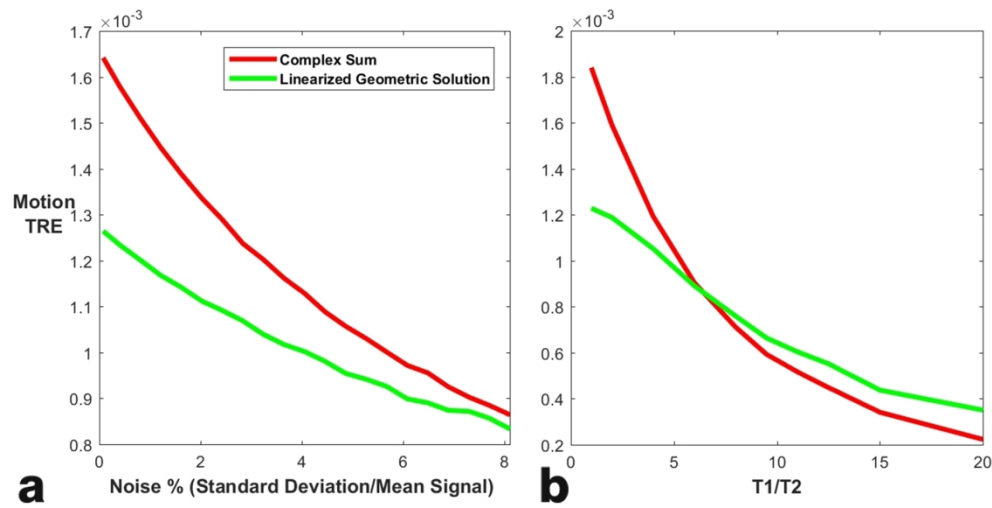 ×10⁻³
1.7
1.6
1.5
1.4
1.3
1.2
1.1
1
0.9
0.8
Motion
TRE
Complex Sum
Linearized Geometric Solution
0 2 4 6 8
Noise % (Standard Deviation/Mean Signal)
a
×10⁻³
2
1.8
1.6
1.4
1.2
1
0.8
0.6
0.4
0.2
0 5 10 15 20
T1/T2
b